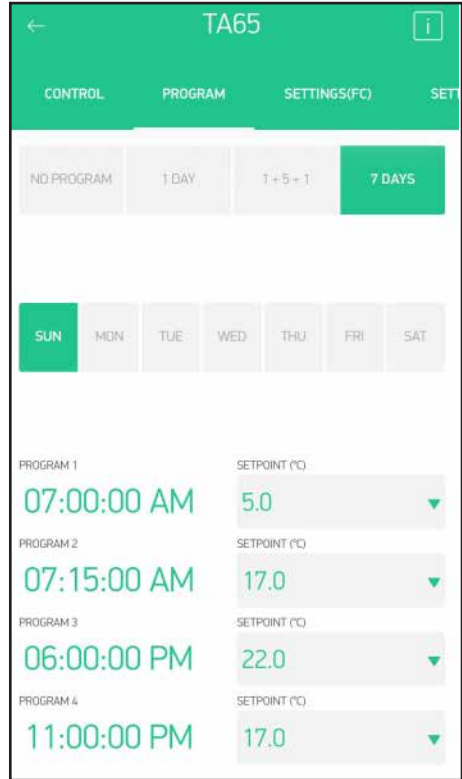 ← TA65 i
CONTROL PROGRAM SETTINGS(FC) SETT
NO PROGRAM 1 DAY 1 + 5 + 1 7 DAYS
SUN MON TUE WED THU FRI SAT
PROGRAM 1 SETPOINT (°C)
07:00:00 AM 5.0 ▼
PROGRAM 2 SETPOINT (°C)
07:15:00 AM 17.0 ▼
PROGRAM 3 SETPOINT (°C)
06:00:00 PM 22.0 ▼
PROGRAM 4 SETPOINT (°C)
11:00:00 PM 17.0 ▼